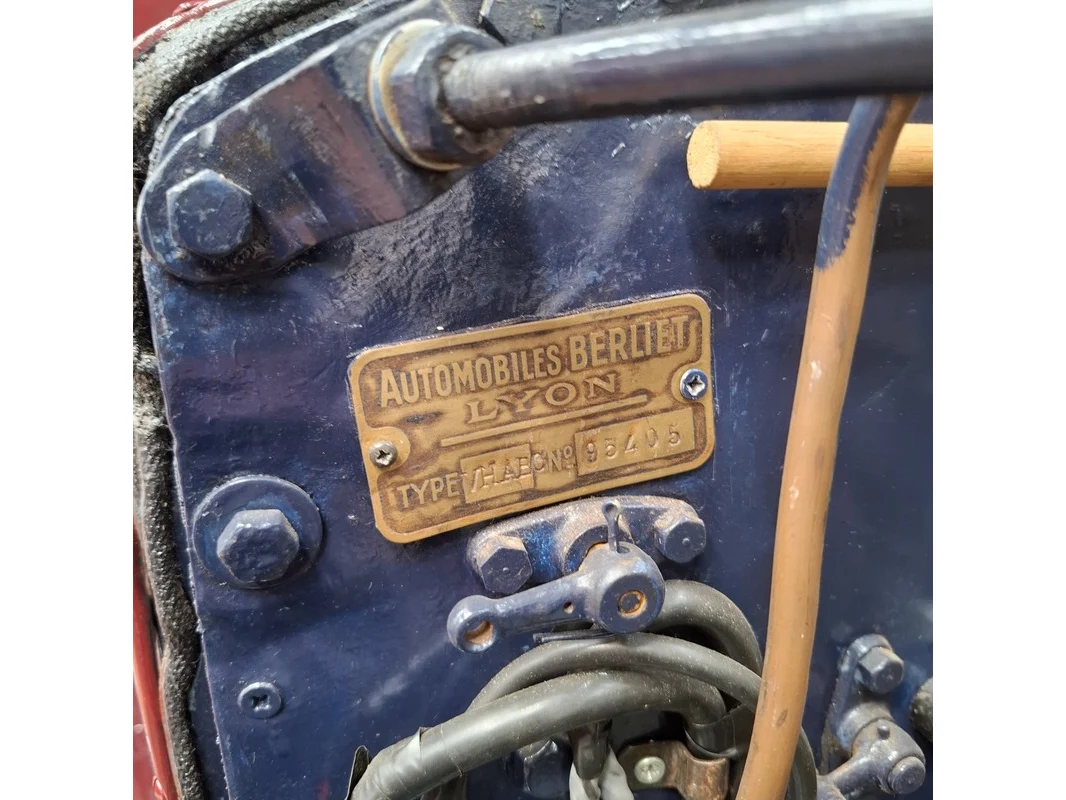 AUTOMOBILES BERLIET
LYON
TYPE VHAEC No 95405